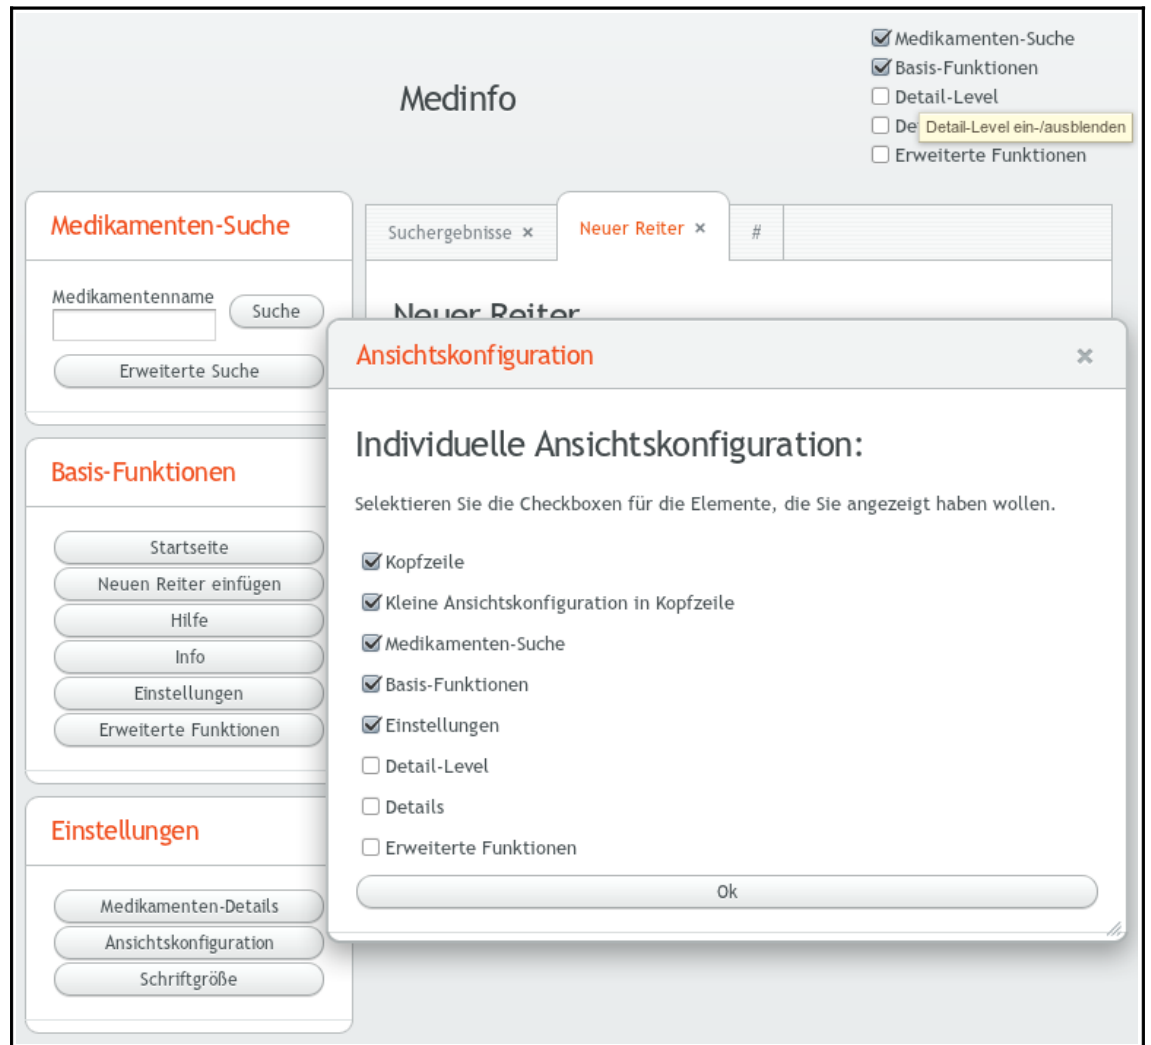 Medikamenten-Suche
Basis-Funktionen
Medinfo
Detail-Level
De
Detail-Level ein-/ausblenden
Erweiterte Funktionen
Medikamenten-Suche
Suchergebnisse ×
Neuer Reiter ×
#
Medikamentenname
Suche
Neuer Reiter
Erweiterte Suche
Ansichtskonfiguration ×
Individuelle Ansichtskonfiguration:
Selektieren Sie die Checkboxen für die Elemente, die Sie angezeigt haben wollen.
Kopfzeile
Kleine Ansichtskonfiguration in Kopfzeile
Medikamenten-Suche
Basis-Funktionen
Einstellungen
Detail-Level
Details
Erweiterte Funktionen
Ok
Basis-Funktionen
Startseite
Neuen Reiter einfügen
Hilfe
Info
Einstellungen
Erweiterte Funktionen
Einstellungen
Medikamenten-Details
Ansichtskonfiguration
Schriftgröße